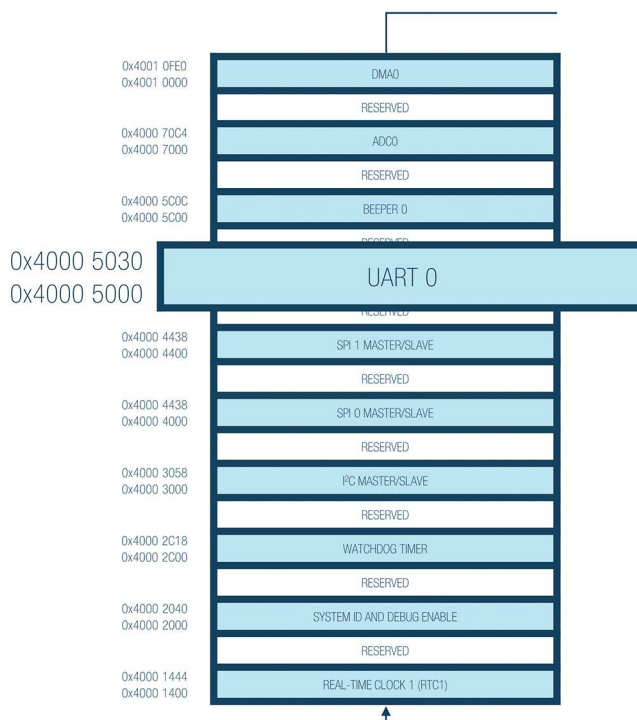 0x4001 0FE0
0x4001 0000
DMA0
RESERVED
0x4000 70C4
0x4000 7000
ADC0
RESERVED
0x4000 5C0C
0x4000 5C00
BEEPER 0
RESERVED
0x4000 5030
0x4000 5000
UART 0
RESERVED
0x4000 4438
0x4000 4400
SPI 1 MASTER/SLAVE
RESERVED
0x4000 4438
0x4000 4000
SPI 0 MASTER/SLAVE
RESERVED
0x4000 3058
0x4000 3000
I²C MASTER/SLAVE
RESERVED
0x4000 2C18
0x4000 2C00
WATCHDOG TIMER
RESERVED
0x4000 2040
0x4000 2000
SYSTEM ID AND DEBUG ENABLE
RESERVED
0x4000 1444
0x4000 1400
REAL-TIME CLOCK 1 (RTC1)